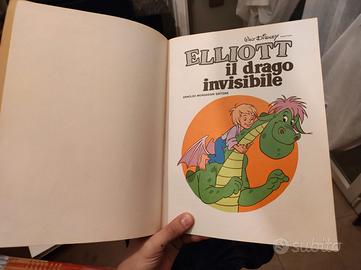 Walt Disney
ELLIOTT
il drago
invisibile
ARNOLDO MONDADORI EDITORE
subito